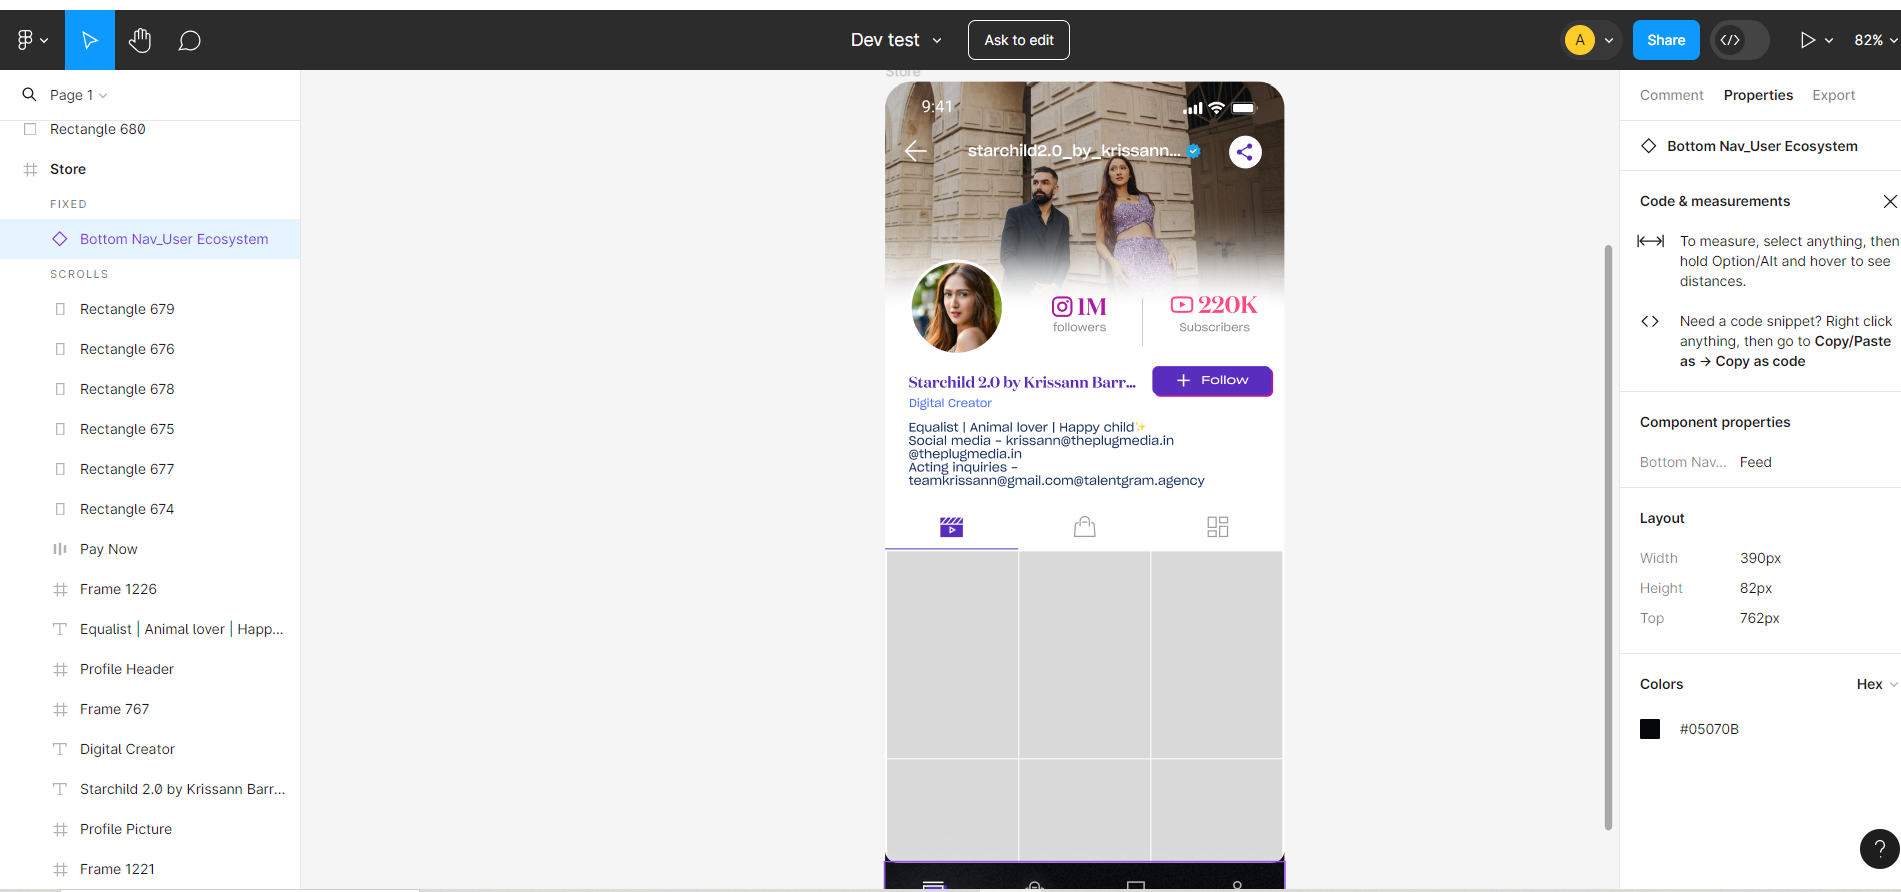 Dev test
Ask to edit
A
Share
82%
Page 1
Rectangle 680
Store
FIXED
Bottom Nav_User Ecosystem
SCROLLS
Rectangle 679
Rectangle 676
Rectangle 678
Rectangle 675
Rectangle 677
Rectangle 674
Pay Now
Frame 1226
Equalist | Animal lover | Happ...
Profile Header
Frame 767
Digital Creator
Starchild 2.0 by Krissann Barr...
Profile Picture
Frame 1221
Store
9:41
starchild2.0_by_krissann...
1M
followers
220K
Subscribers
Starchild 2.0 by Krissann Barr...
Follow
Digital Creator
Equalist | Animal lover | Happy child✨
Social media - krissann@theplugmedia.in
@theplugmedia.in
Acting inquiries -
teamkrissann@gmail.com@talentgram.agency
Comment
Properties
Export
Bottom Nav_User Ecosystem
Code & measurements
To measure, select anything, then
hold Option/Alt and hover to see
distances.
Need a code snippet? Right click
anything, then go to Copy/Paste
as → Copy as code
Component properties
Bottom Nav... Feed
Layout
Width 390px
Height 82px
Top 762px
Colors
Hex
#05070B
?